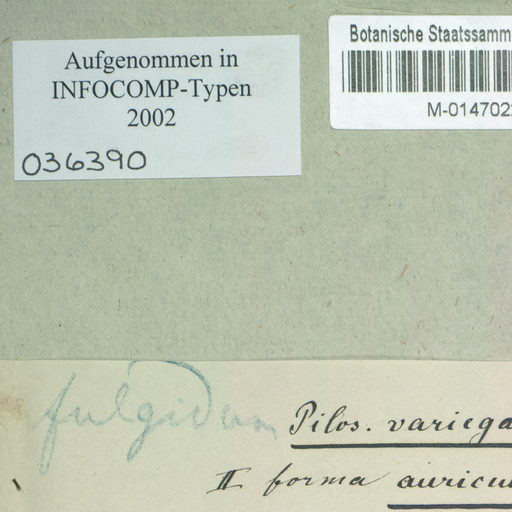 Aufgenommen in
INFOCOMP-Typen
2002
036390
Botanische Staatssamm
M-014702
fulgidum
Pilos. variega
II forma auricu